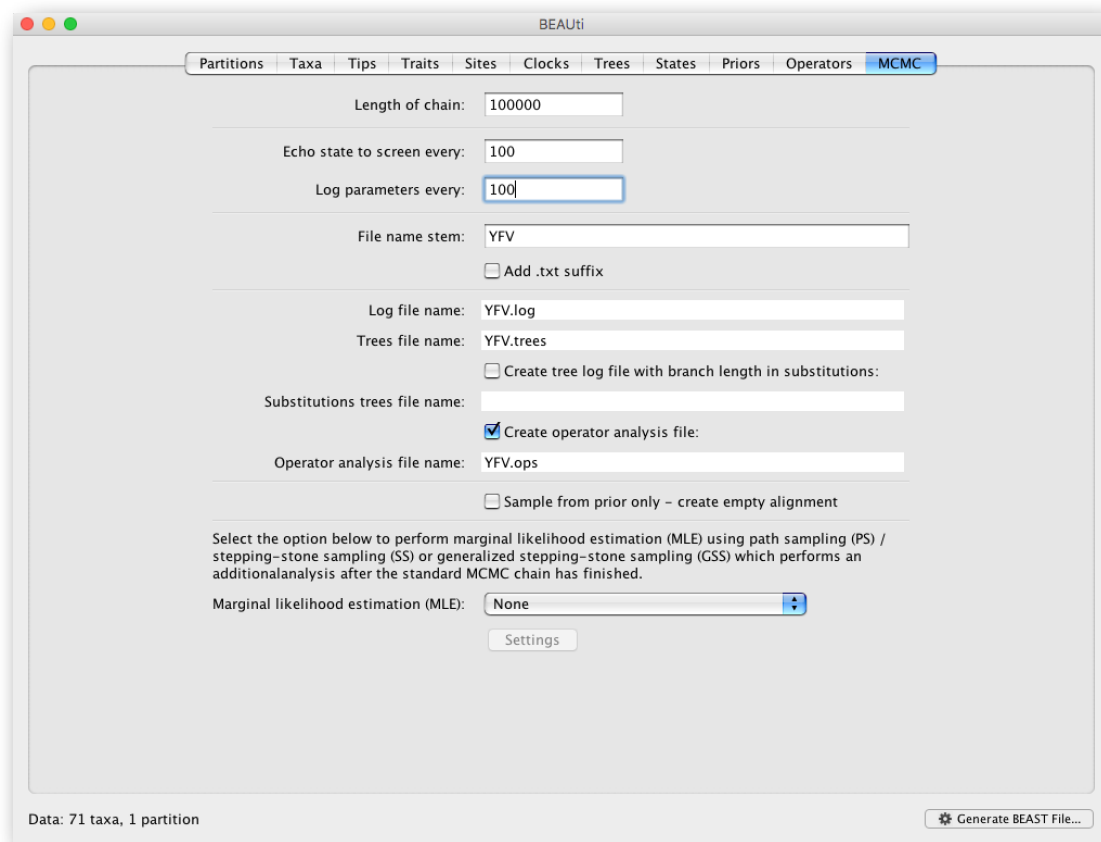 BEAUti
Partitions Taxa Tips Traits Sites Clocks Trees States Priors Operators MCMC
Length of chain: 100000
Echo state to screen every: 100
Log parameters every: 100
File name stem: YFV
Add .txt suffix
Log file name: YFV.log
Trees file name: YFV.trees
Create tree log file with branch length in substitutions:
Substitutions trees file name:
Create operator analysis file:
Operator analysis file name: YFV.ops
Sample from prior only – create empty alignment
Select the option below to perform marginal likelihood estimation (MLE) using path sampling (PS) /
stepping-stone sampling (SS) or generalized stepping-stone sampling (GSS) which performs an
additionalanalysis after the standard MCMC chain has finished.
Marginal likelihood estimation (MLE): None
Settings
Data: 71 taxa, 1 partition Generate BEAST File...